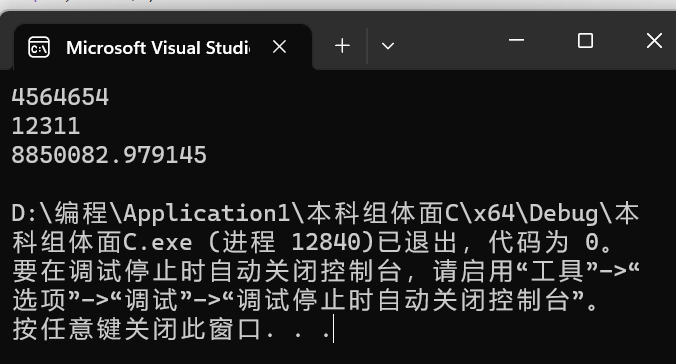 Microsoft Visual Studi
4564654
12311
8850082.979145
D:\编程\Application1\本科组体面C\x64\Debug\本
科组体面C.exe (进程 12840)已退出，代码为 0。
要在调试停止时自动关闭控制台，请启用“工具”->“
选项”->“调试”->“调试停止时自动关闭控制台”。
按任意键关闭此窗口. . .